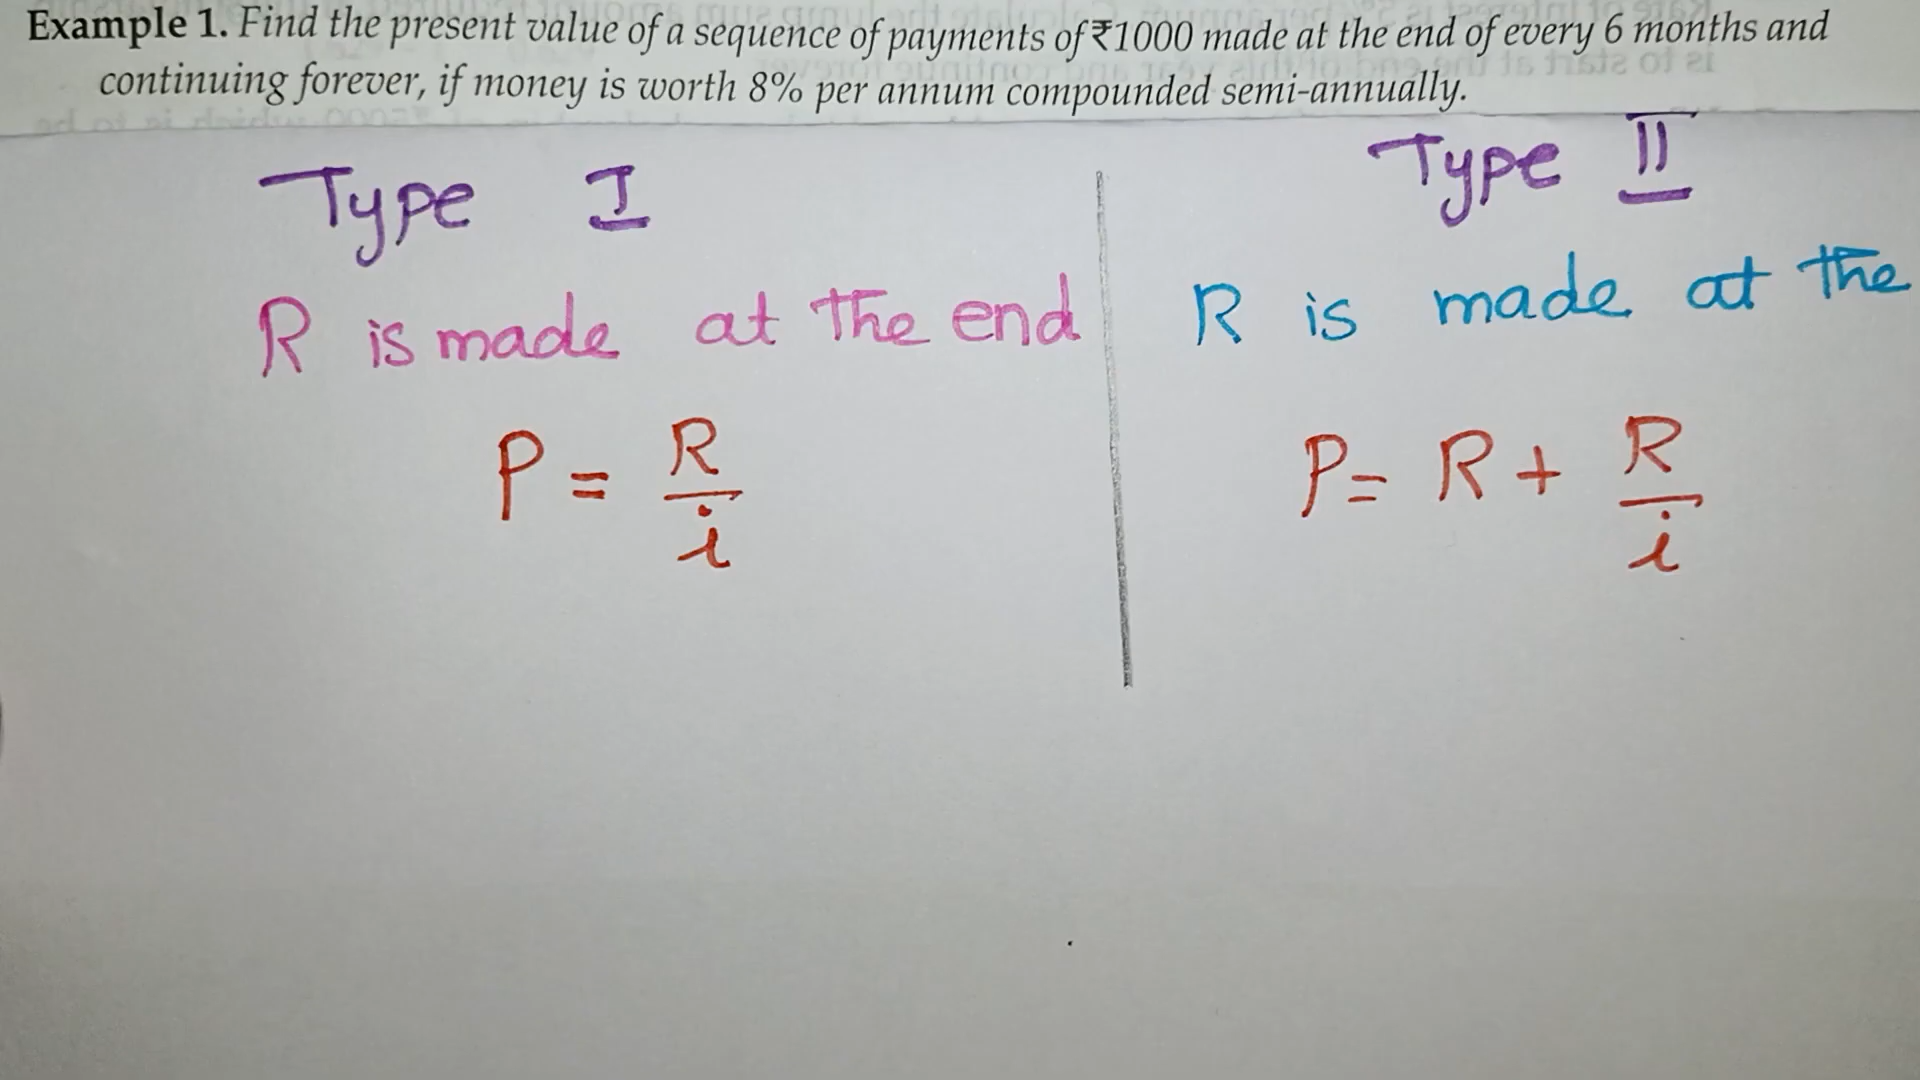 Example 1. Find the present value of a sequence of payments of ₹1000 made at the end of every 6 months and
continuing forever, if money is worth 8% per annum compounded semi-annually.
Type I
R is made at the end
P = R/i
Type II
R is made at the
P = R + R/i